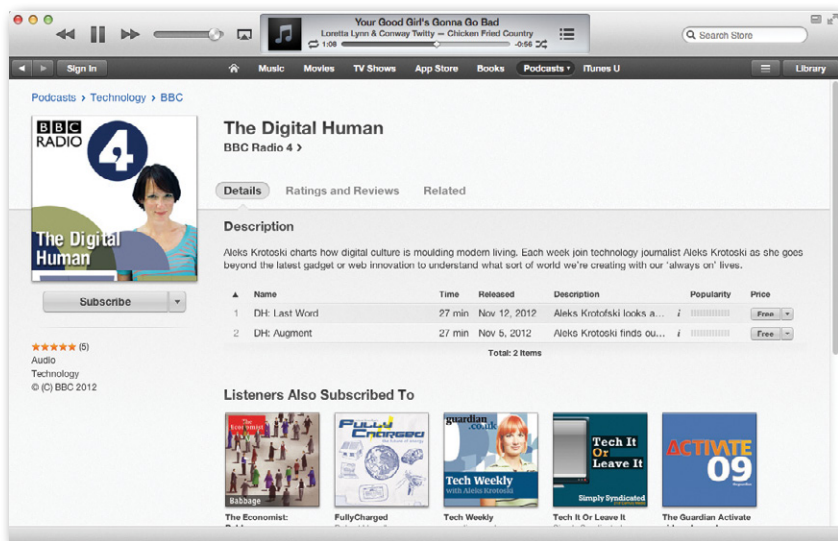 Your Good Girl's Gonna Go Bad
Loretta Lynn & Conway Twitty — Chicken Fried Country
1:08 -0:56
Search Store
Sign In Music Movies TV Shows App Store Books Podcasts iTunes U Library
Podcasts > Technology > BBC
BBC
RADIO 4
The Digital
Human
The Digital Human
BBC Radio 4 >
Details Ratings and Reviews Related
Description
Aleks Krotoski charts how digital culture is moulding modern living. Each week join technology journalist Aleks Krotoski as she goes
beyond the latest gadget or web innovation to understand what sort of world we're creating with our 'always on' lives.
Subscribe
Name Time Released Description Popularity Price
1 DH: Last Word 27 min Nov 12, 2012 Aleks Krotofski looks a... i Free
2 DH: Augment 27 min Nov 5, 2012 Aleks Krotoski finds ou... i Free
Total: 2 Items
(5)
Audio
Technology
© (C) BBC 2012
Listeners Also Subscribed To
The
Economist
Babbage
Fully
Charged
the future of energy
guardian
.co.uk
Tech Weekly
with Aleks Krotoski
Tech It
Or
Leave It
Simply Syndicated
ACTIVATE
09
The Economist:
FullyCharged
Tech Weekly
Tech It Or Leave It
The Guardian Activate